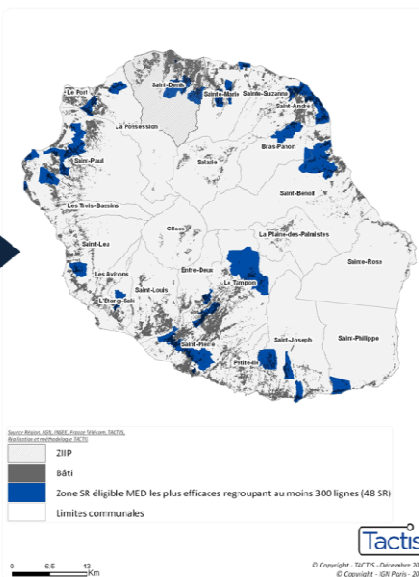 Le Port
Saint-Denis
Sainte-Marie
Sainte-Suzanne
Saint-André
La Possession
Bras-Panon
Saint-Paul
Salazie
Saint-Benoît
Les Trois-Bassins
Cilaos
La Plaine-des-Palmistes
Saint-Leu
Sainte-Rose
Entre-Deux
Les Avirons
Le Tampon
Saint-Louis
L'Etang-Salé
Saint-Pierre
Saint-Joseph
Saint-Philippe
Petite-Ile
Source Région, IGN, INSEE, France Télécom, TACTIS,
Réalisation et méthodologie TACTIS
ZIIP
Bâti
Zone SR éligible MED les plus efficaces regroupant au moins 300 lignes (48 SR)
Limites communales
Tactis
0 6.5 13
Km
© Copyright - TACTIS - Décembre 20
© Copyright - IGN Paris - 20